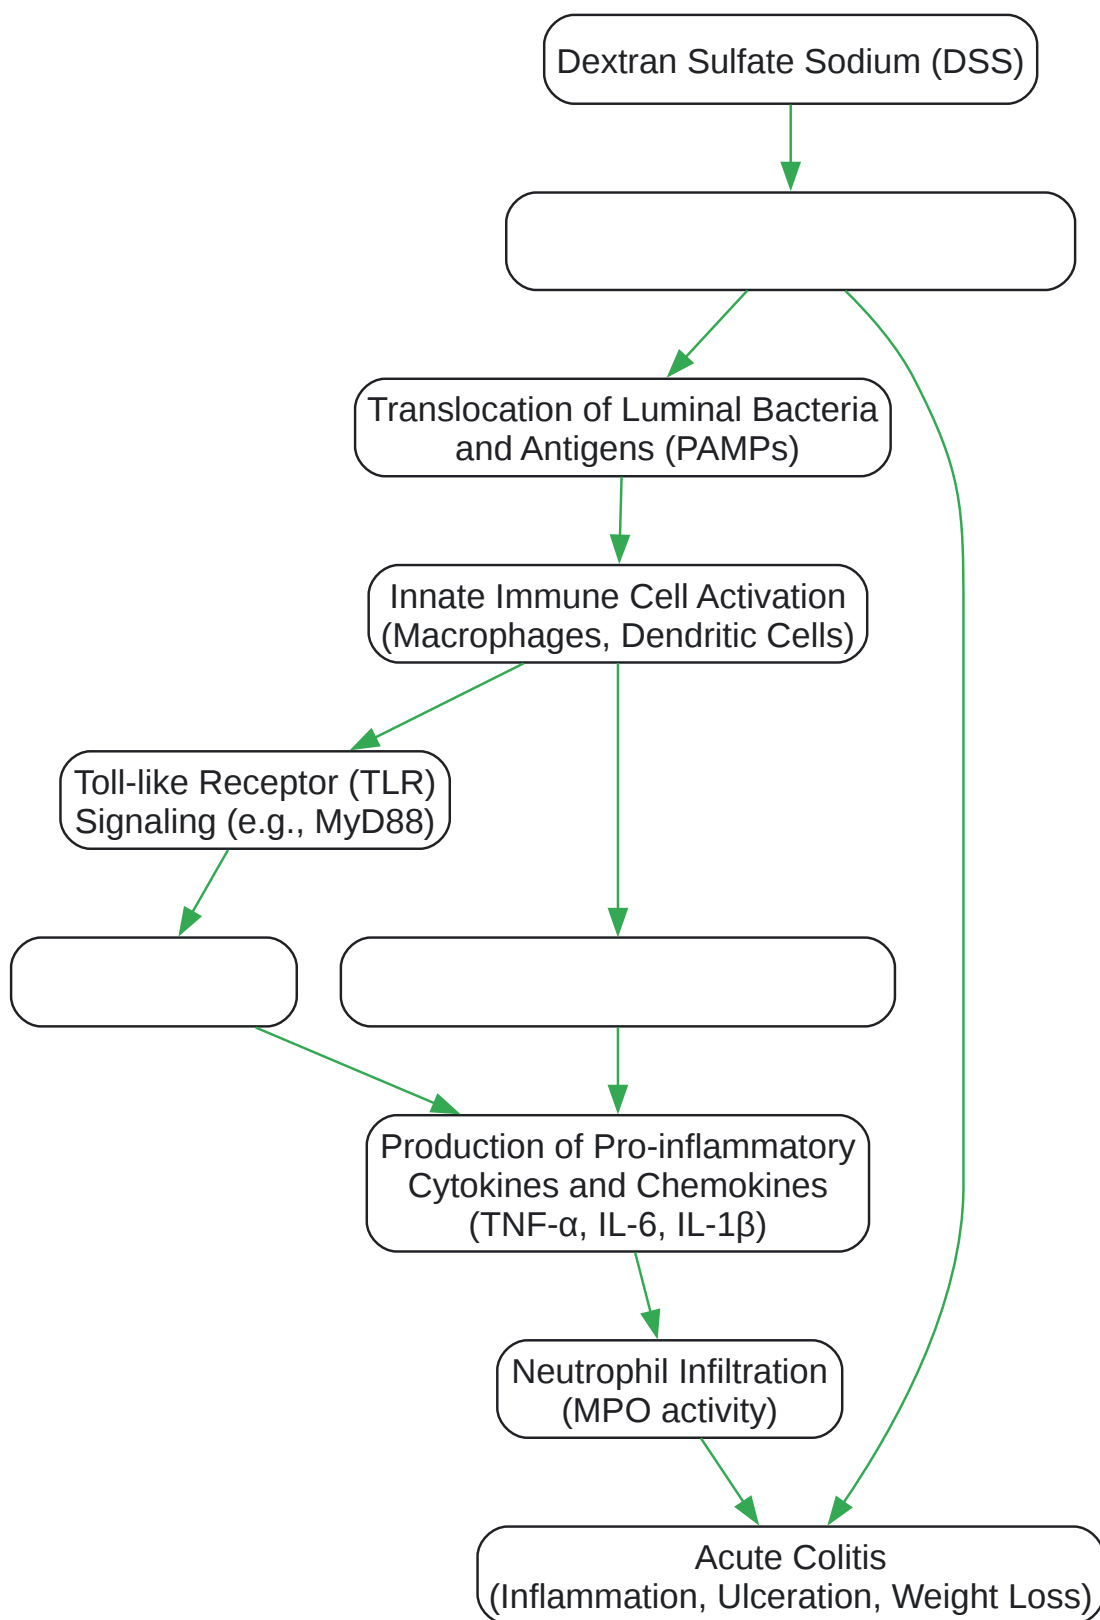 Dextran Sulfate Sodium (DSS)
Translocation of Luminal Bacteria
and Antigens (PAMPs)
Innate Immune Cell Activation
(Macrophages, Dendritic Cells)
Toll-like Receptor (TLR)
Signaling (e.g., MyD88)
Production of Pro-inflammatory
Cytokines and Chemokines
(TNF-α, IL-6, IL-1β)
Neutrophil Infiltration
(MPO activity)
Acute Colitis
(Inflammation, Ulceration, Weight Loss)